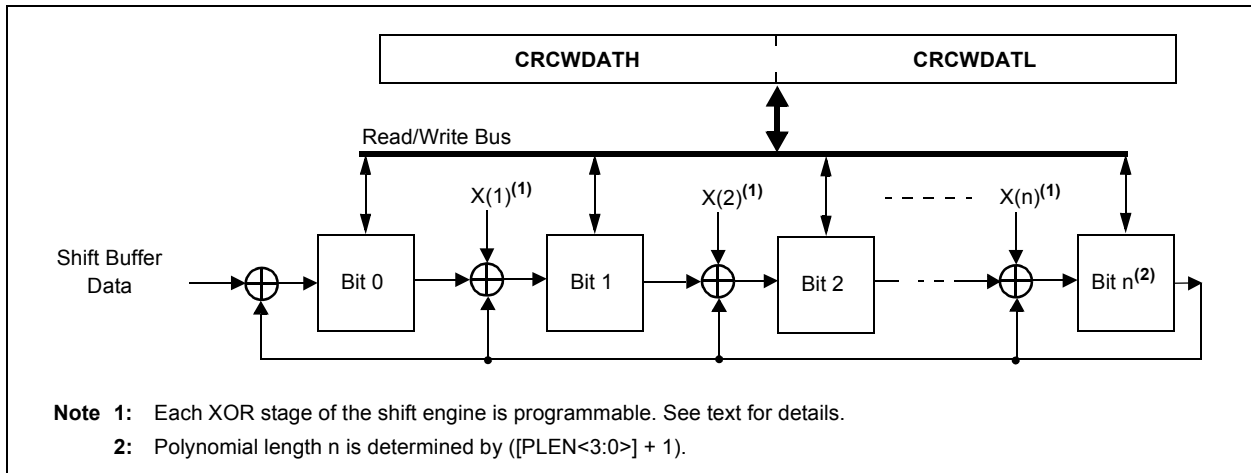 CRCWDATH CRCWDATL
Read/Write Bus
X(1)(1) X(2)(1) X(n)(1)
Shift Buffer
Data
Bit 0 Bit 1 Bit 2 Bit n(2)
Note 1: Each XOR stage of the shift engine is programmable. See text for details.
2: Polynomial length n is determined by ([PLEN<3:0>] + 1).